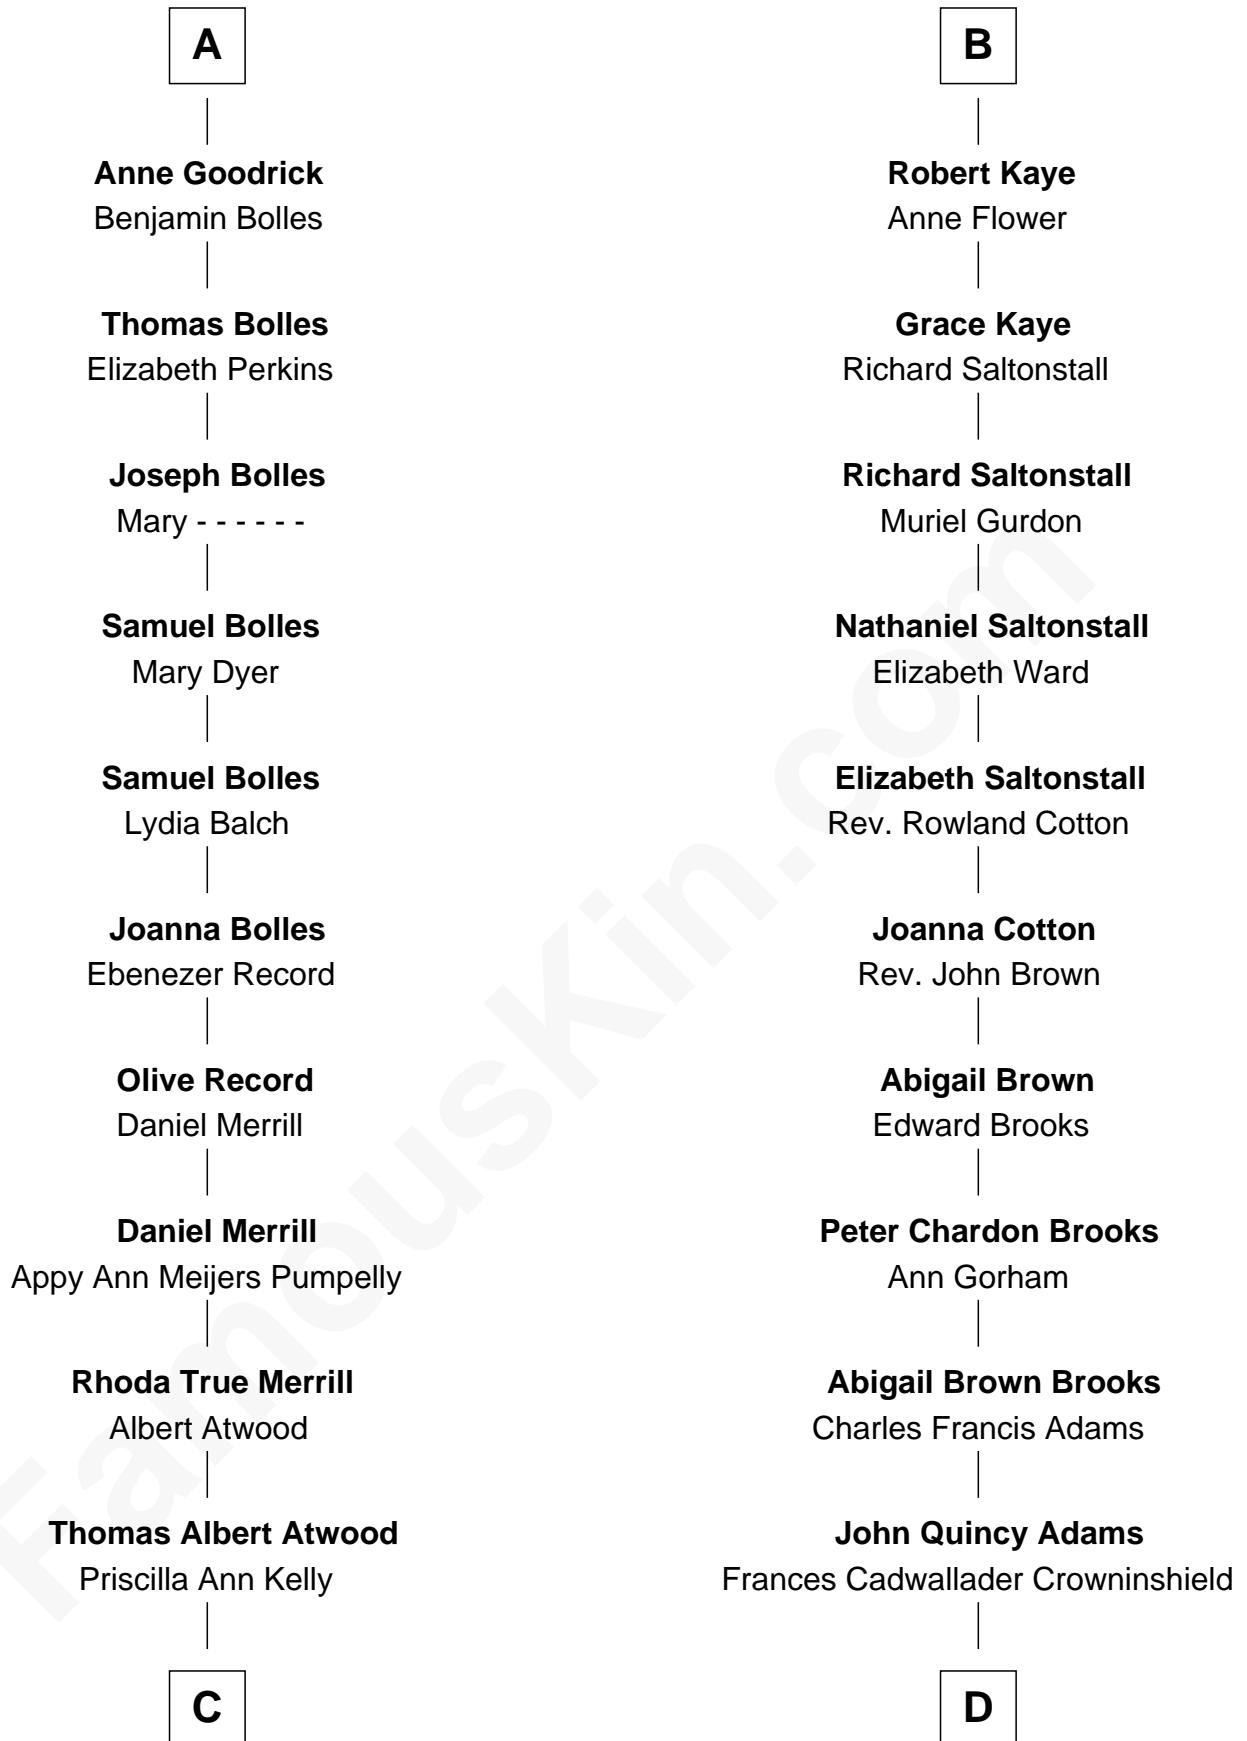 A
Anne Goodrick
Benjamin Bolles
Thomas Bolles
Elizabeth Perkins
Joseph Bolles
Mary - - - - - -
Samuel Bolles
Mary Dyer
Samuel Bolles
Lydia Balch
Joanna Bolles
Ebenezer Record
Olive Record
Daniel Merrill
Daniel Merrill
Appy Ann Meijers Pumpelly
Rhoda True Merrill
Albert Atwood
Thomas Albert Atwood
Priscilla Ann Kelly
C
B
Robert Kaye
Anne Flower
Grace Kaye
Richard Saltonstall
Richard Saltonstall
Muriel Gurdon
Nathaniel Saltonstall
Elizabeth Ward
Elizabeth Saltonstall
Rev. Rowland Cotton
Joanna Cotton
Rev. John Brown
Abigail Brown
Edward Brooks
Peter Chardon Brooks
Ann Gorham
Abigail Brown Brooks
Charles Francis Adams
John Quincy Adams
Frances Cadwallader Crowninshield
D
FamousKin.com